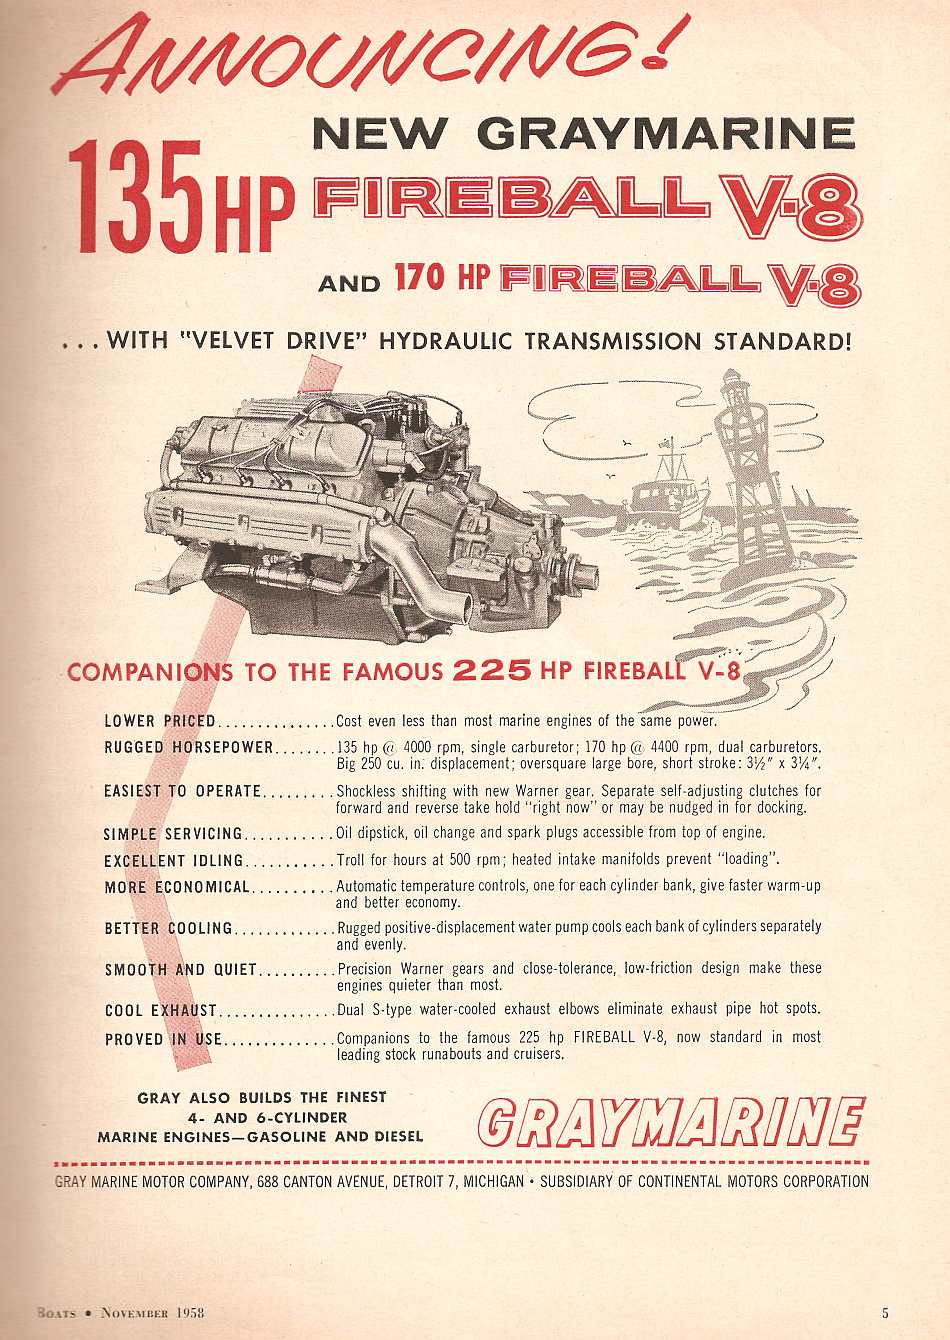 ANNOUNCING!
NEW GRAYMARINE
135 HP FIREBALL V-8
AND 170 HP FIREBALL V-8
...WITH "VELVET DRIVE" HYDRAULIC TRANSMISSION STANDARD!
COMPANIONS TO THE FAMOUS 225 HP FIREBALL V-8
LOWER PRICED...............Cost even less than most marine engines of the same power.
RUGGED HORSEPOWER........135 hp @ 4000 rpm, single carburetor; 170 hp @ 4400 rpm, dual carburetors.
Big 250 cu. in. displacement; oversquare large bore, short stroke: 3½" x 3¼".
EASIEST TO OPERATE.........Shockless shifting with new Warner gear. Separate self-adjusting clutches for
forward and reverse take hold "right now" or may be nudged in for docking.
SIMPLE SERVICING...........Oil dipstick, oil change and spark plugs accessible from top of engine.
EXCELLENT IDLING...........Troll for hours at 500 rpm; heated intake manifolds prevent "loading".
MORE ECONOMICAL..........Automatic temperature controls, one for each cylinder bank, give faster warm-up
and better economy.
BETTER COOLING.............Rugged positive-displacement water pump cools each bank of cylinders separately
and evenly.
SMOOTH AND QUIET..........Precision Warner gears and close-tolerance, low-friction design make these
engines quieter than most.
COOL EXHAUST...............Dual S-type water-cooled exhaust elbows eliminate exhaust pipe hot spots.
PROVED IN USE..............Companions to the famous 225 hp FIREBALL V-8, now standard in most
leading stock runabouts and cruisers.
GRAY ALSO BUILDS THE FINEST
4- AND 6-CYLINDER
MARINE ENGINES—GASOLINE AND DIESEL
GRAYMARINE
GRAY MARINE MOTOR COMPANY, 688 CANTON AVENUE, DETROIT 7, MICHIGAN • SUBSIDIARY OF CONTINENTAL MOTORS CORPORATION
BOATS • NOVEMBER 1958
5